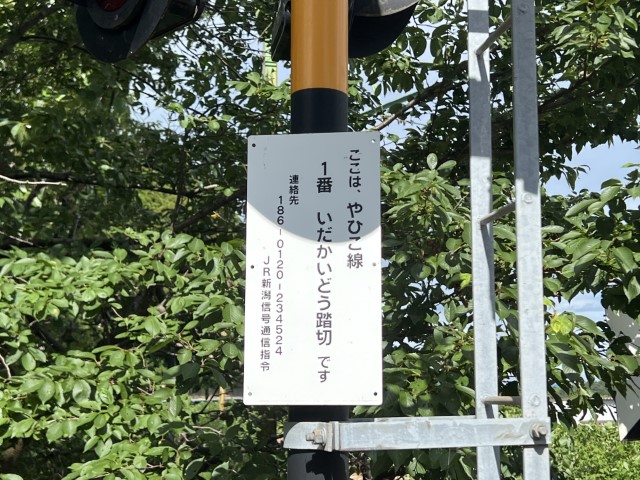 ここは、やひこ線
1番 いだかいどう踏切 です
連絡先
186-0120-234524
JR新潟信号通信指令